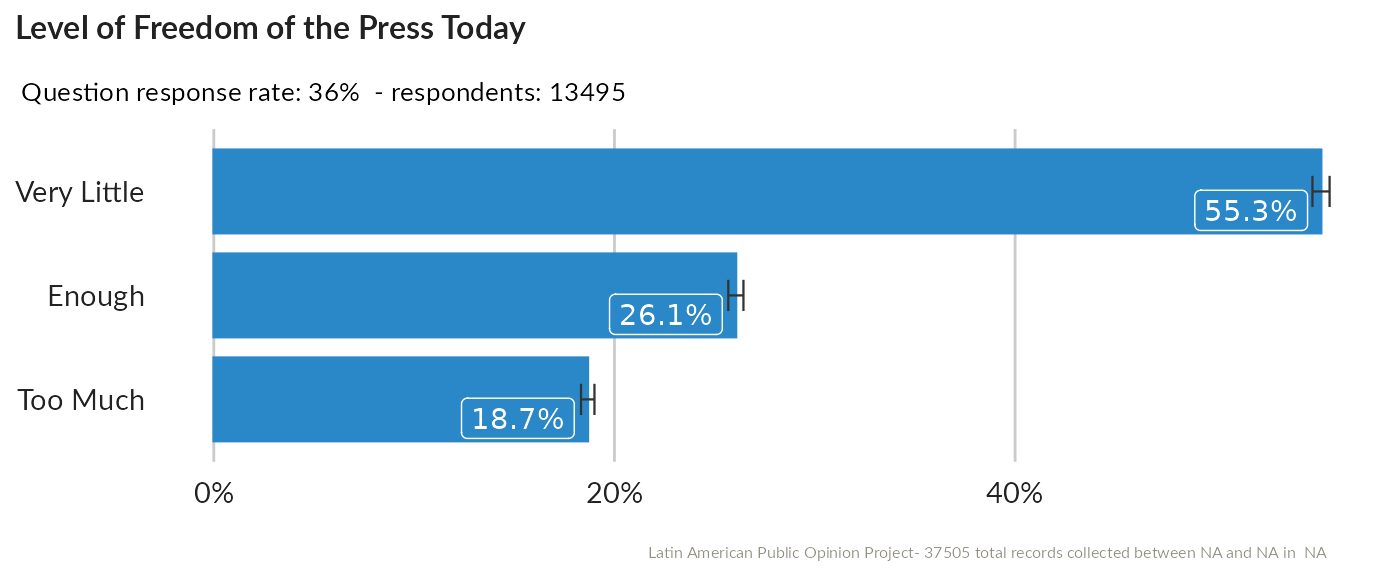 Level of Freedom of the Press Today
Question response rate: 36% - respondents: 13495
Very Little
55.3%
Enough
26.1%
Too Much
18.7%
0%
20%
40%
Latin American Public Opinion Project- 37505 total records collected between NA and NA in NA